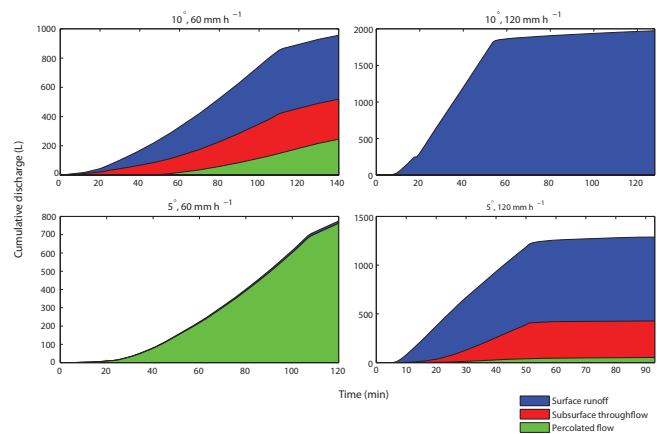 10°, 60 mm h⁻¹
1000
800
600
400
200
0
0 20 40 60 80 100 120 140
10°, 120 mm h⁻¹
2000
1500
1000
500
0
0 20 40 60 80 100 120
Cumulative discharge (L)
5°, 60 mm h⁻¹
800
700
600
500
400
300
200
100
0
0 20 40 60 80 100 120
5°, 120 mm h⁻¹
1500
1000
500
0
0 10 20 30 40 50 60 70 80 90
Time (min)
Surface runoff
Subsurface throughflow
Percolated flow